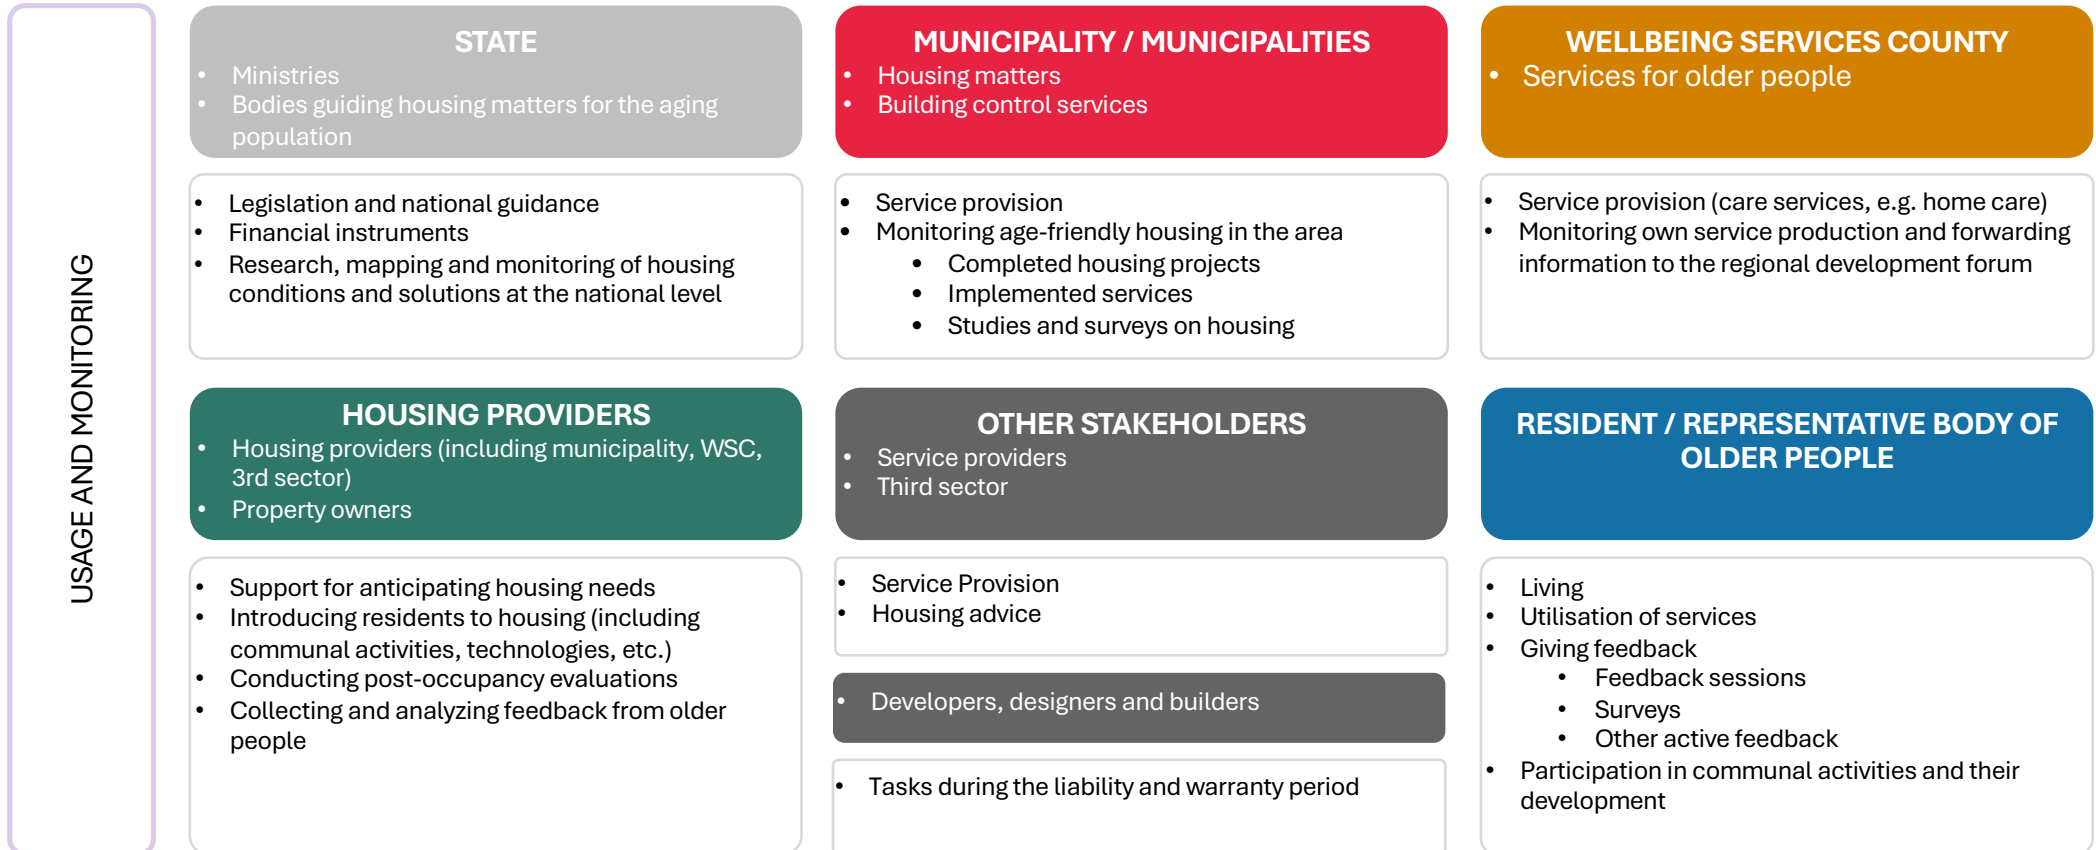 USAGE AND MONITORING
STATE
• Ministries
• Bodies guiding housing matters for the aging
population
• Legislation and national guidance
• Financial instruments
• Research, mapping and monitoring of housing
conditions and solutions at the national level
MUNICIPALITY / MUNICIPALITIES
• Housing matters
• Building control services
• Service provision
• Monitoring age-friendly housing in the area
• Completed housing projects
• Implemented services
• Studies and surveys on housing
WELLBEING SERVICES COUNTY
• Services for older people
• Service provision (care services, e.g. home care)
• Monitoring own service production and forwarding
information to the regional development forum
HOUSING PROVIDERS
• Housing providers (including municipality, WSC,
3rd sector)
• Property owners
• Support for anticipating housing needs
• Introducing residents to housing (including
communal activities, technologies, etc.)
• Conducting post-occupancy evaluations
• Collecting and analyzing feedback from older
people
OTHER STAKEHOLDERS
• Service providers
• Third sector
• Service Provision
• Housing advice
• Developers, designers and builders
• Tasks during the liability and warranty period
RESIDENT / REPRESENTATIVE BODY OF
OLDER PEOPLE
• Living
• Utilisation of services
• Giving feedback
• Feedback sessions
• Surveys
• Other active feedback
• Participation in communal activities and their
development